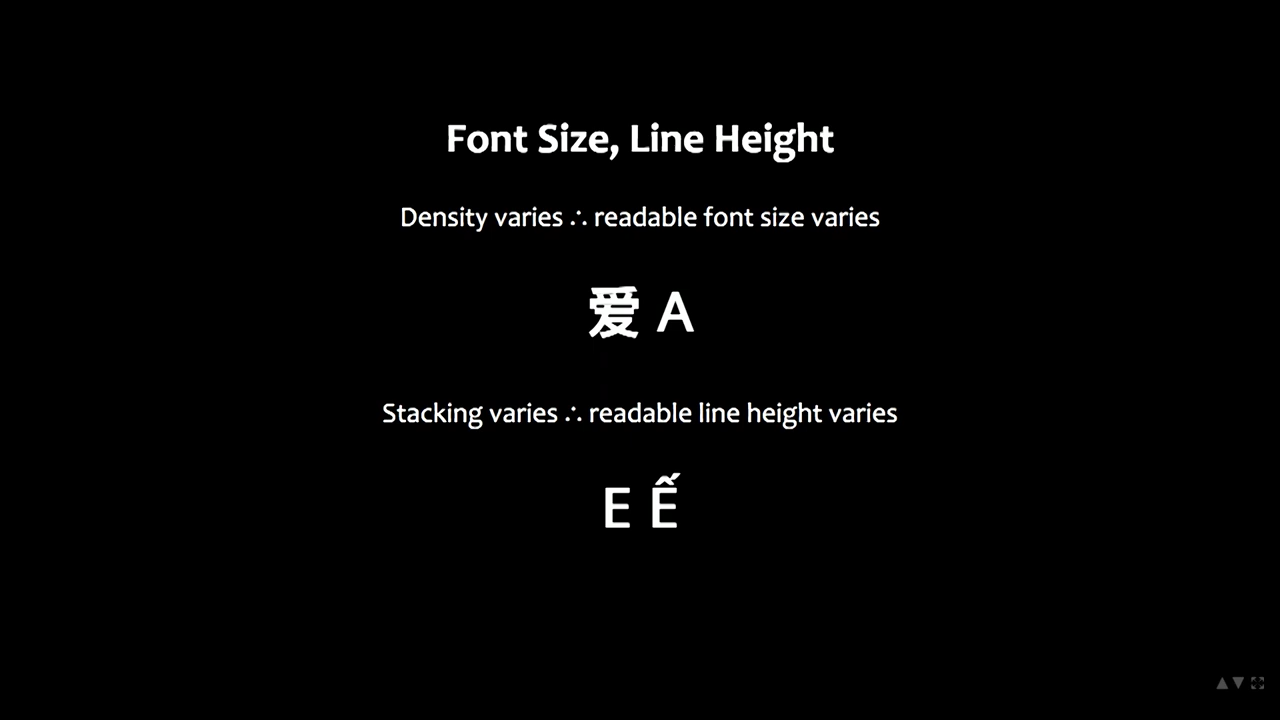 Font Size, Line Height
Density varies ∴ readable font size varies
爱 A
Stacking varies ∴ readable line height varies
E Ế